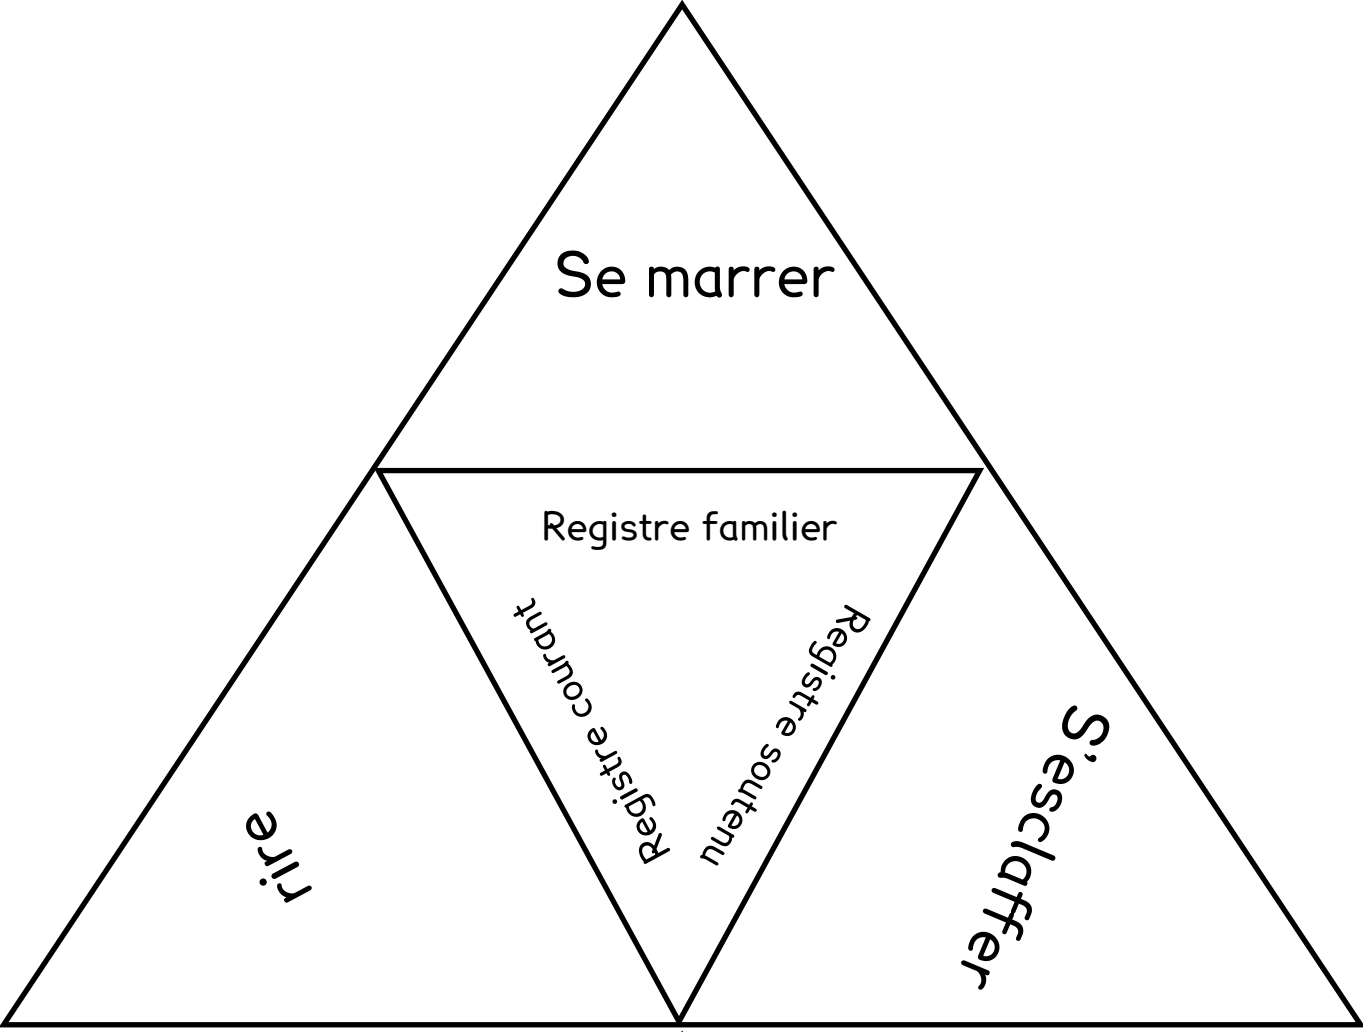 Se marrer
Registre familier
Registre courant
Registre soutenu
rire
S'esclaffer